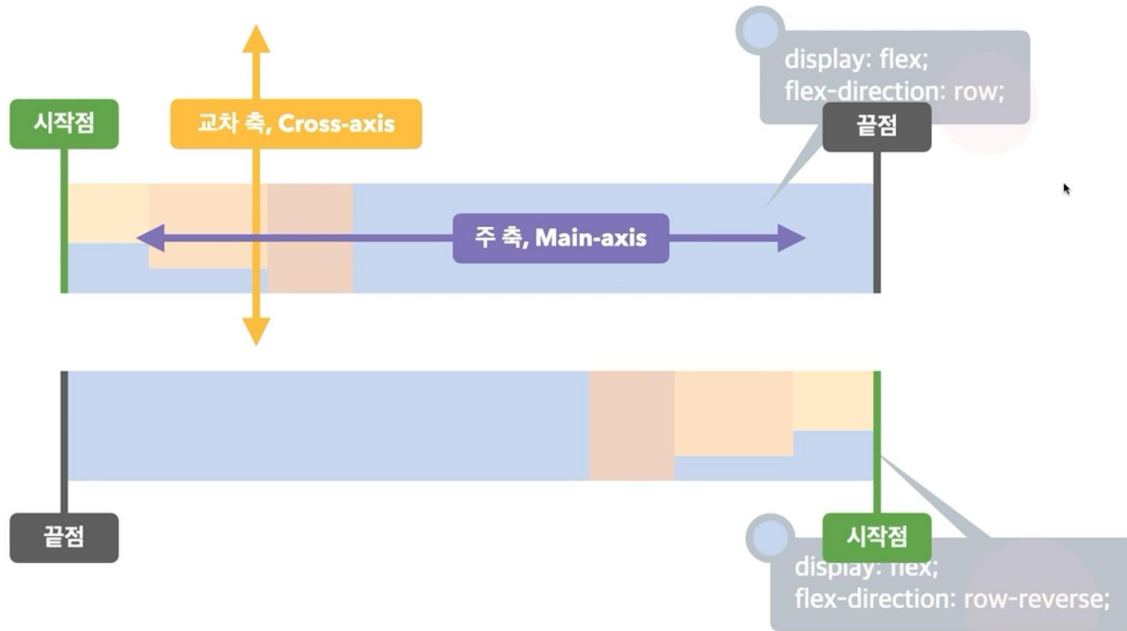 display: flex;
flex-direction: row;
시작점
교차 축, Cross-axis
끝점
주 축, Main-axis
끝점
시작점
display: flex;
flex-direction: row-reverse;